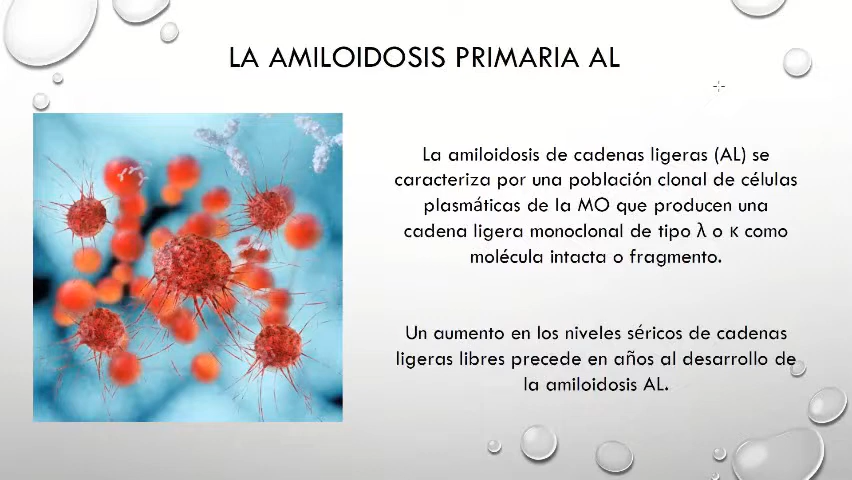 LA AMILOIDOSIS PRIMARIA AL
La amiloidosis de cadenas ligeras (AL) se
caracteriza por una población clonal de células
plasmáticas de la MO que producen una
cadena ligera monoclonal de tipo λ o κ como
molécula intacta o fragmento.
Un aumento en los niveles séricos de cadenas
ligeras libres precede en años al desarrollo de
la amiloidosis AL.